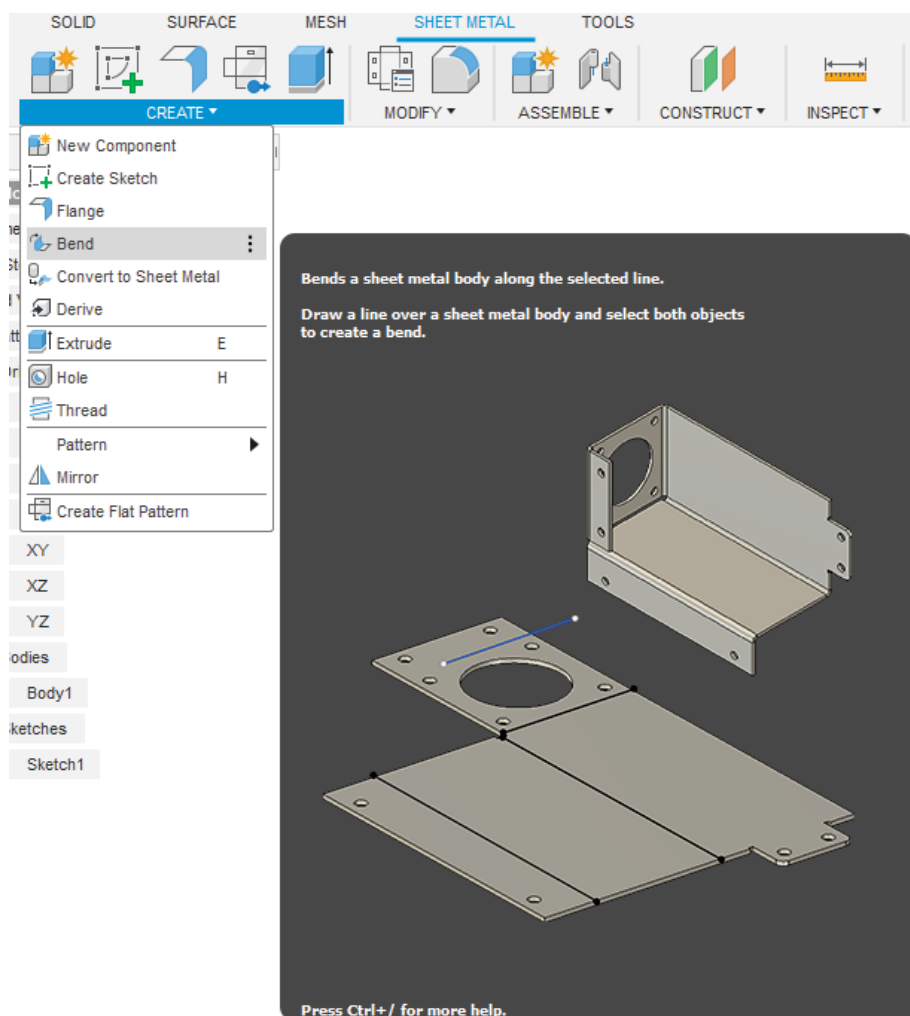 SOLID SURFACE MESH SHEET METAL TOOLS
CREATE MODIFY ASSEMBLE CONSTRUCT INSPECT
New Component
Create Sketch
Flange
Bend
Convert to Sheet Metal
Derive
Extrude E
Hole H
Thread
Pattern
Mirror
Create Flat Pattern
XY
XZ
YZ
odies
Body1
ketches
Sketch1
Bends a sheet metal body along the selected line.
Draw a line over a sheet metal body and select both objects
to create a bend.
Press Ctrl+/ for more help.